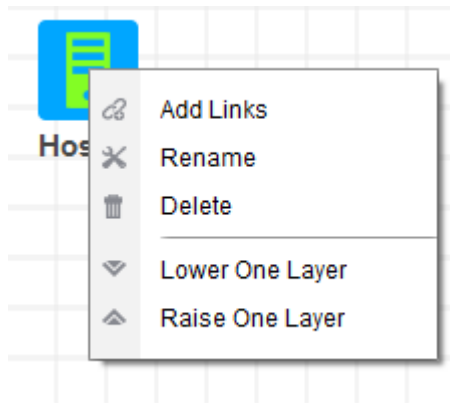 Hos
Add Links
Rename
Delete
Lower One Layer
Raise One Layer